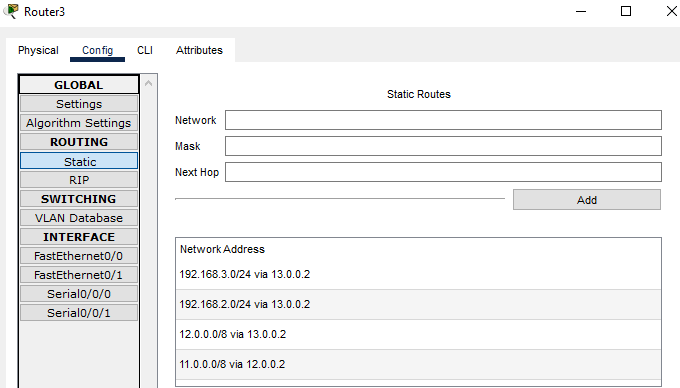 Router3
Physical Config CLI Attributes
GLOBAL
Settings
Algorithm Settings
ROUTING
Static
RIP
SWITCHING
VLAN Database
INTERFACE
FastEthernet0/0
FastEthernet0/1
Serial0/0/0
Serial0/0/1
Static Routes
Network
Mask
Next Hop
Add
Network Address
192.168.3.0/24 via 13.0.0.2
192.168.2.0/24 via 13.0.0.2
12.0.0.0/8 via 13.0.0.2
11.0.0.0/8 via 12.0.0.2